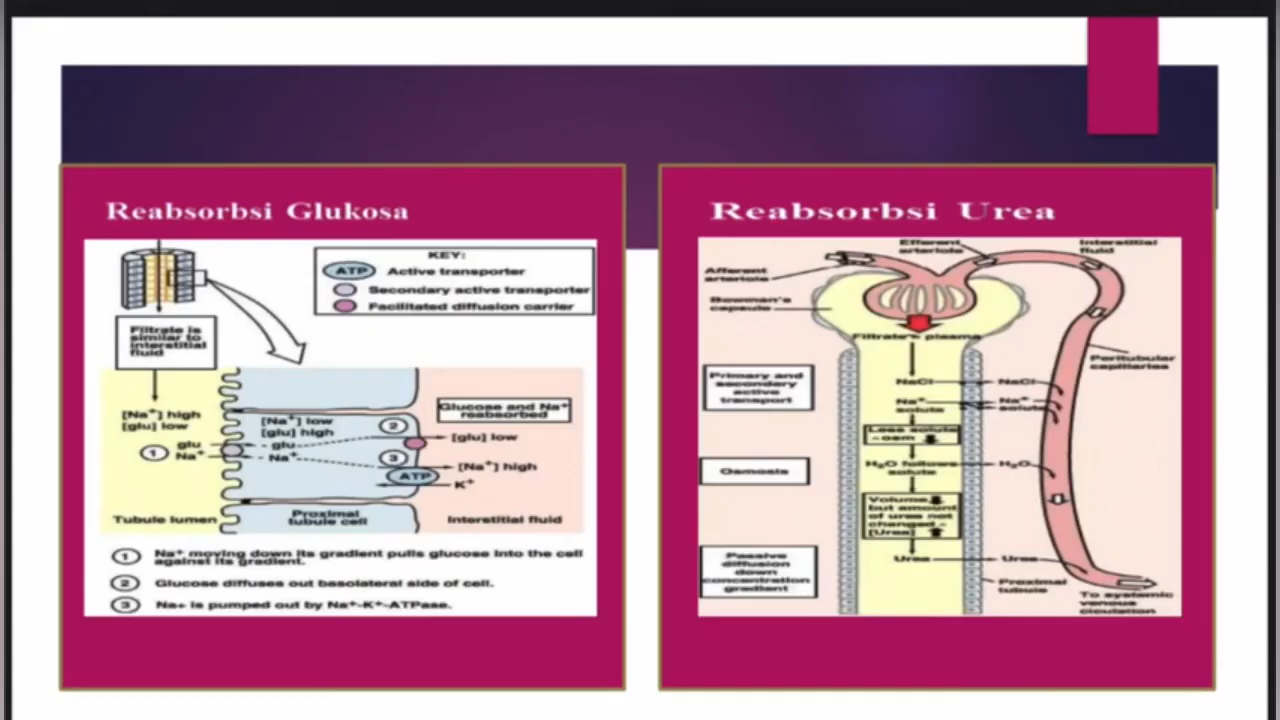 Reabsorbsi Glukosa
KEY:
ATP Active transporter
Secondary active transporter
Facilitated diffusion carrier
Filtrate is
similar to
interstitial
fluid
[Na+] high
[glu] low
glu
Na+
1
[Na+] low
[glu] high
glu
Na+
2
3
ATP
Glucose and Na+
reabsorbed
[glu] low
[Na+] high
K+
Tubule lumen
Proximal
tubule cell
Interstitial fluid
1 Na+ moving down its gradient pulls glucose into the cell
against its gradient.
2 Glucose diffuses out basolateral side of cell.
3 Na+ is pumped out by Na+-K+-ATPase.
Reabsorbsi Urea
Efferent
arteriole
Interstitial
fluid
Afferent
arteriole
Bowman's
capsule
Filtrate ~ plasma
Peritubular
capillaries
Primary and
secondary
active
transport
NaCl
NaCl
Na+
solute
Na+
solute
Less solute
~osm
Osmosis
H2O follows
solute
H2O
Volume
but amount
of urea not
changed ~
[Urea]
Passive
diffusion
down
concentration
gradient
Urea
Urea
Proximal
tubule
To systemic
venous
circulation